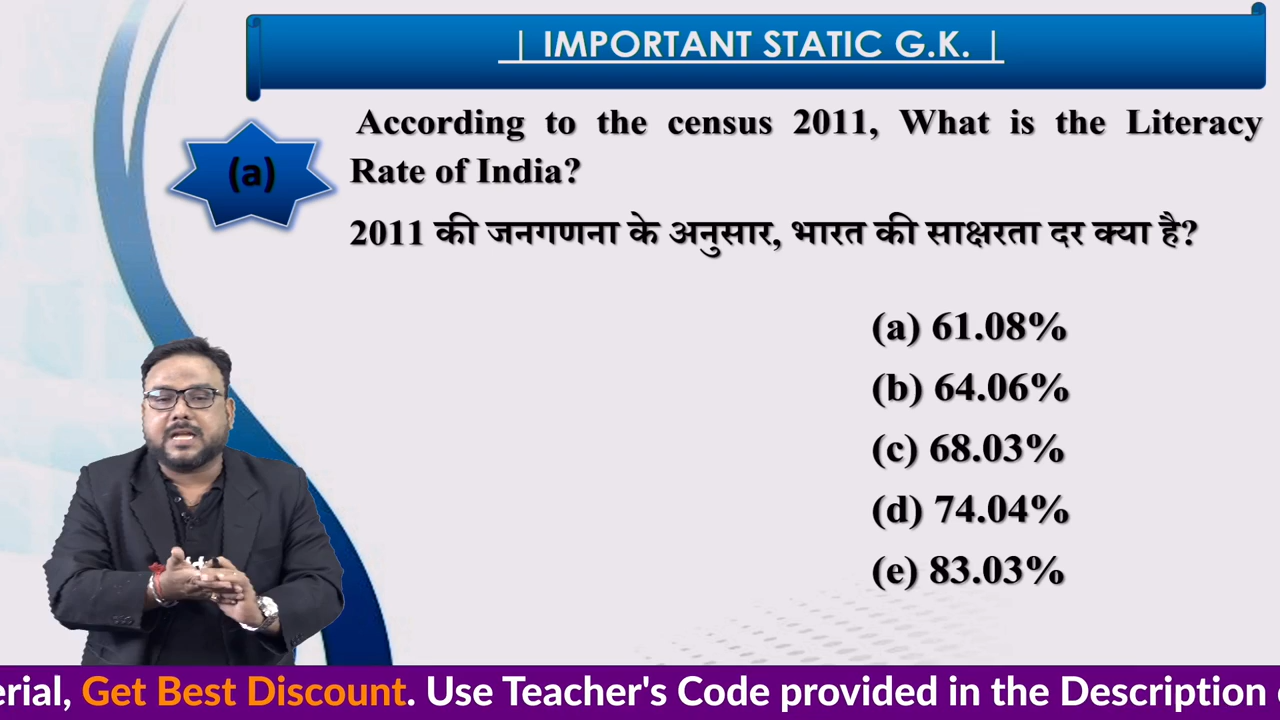 | IMPORTANT STATIC G.K. |
(a)
According to the census 2011, What is the Literacy
Rate of India?
2011 की जनगणना के अनुसार, भारत की साक्षरता दर क्या है?
(a) 61.08%
(b) 64.06%
(c) 68.03%
(d) 74.04%
(e) 83.03%
erial, Get Best Discount. Use Teacher's Code provided in the Description